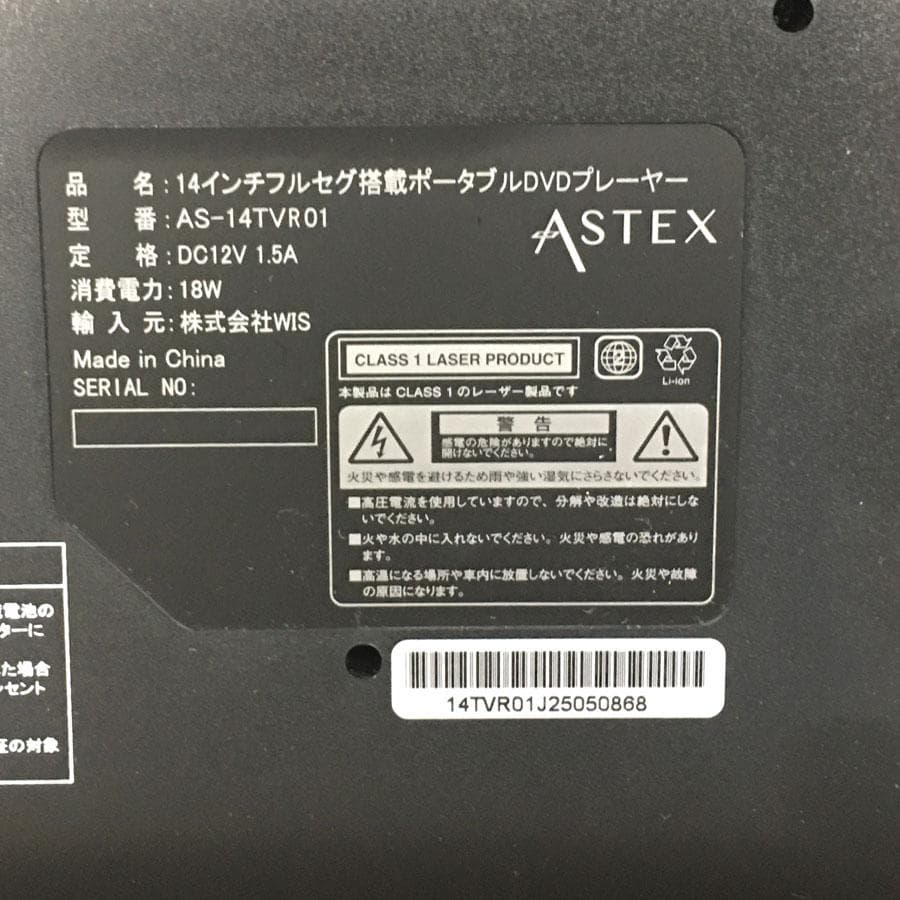 品 名:14インチフルセグ搭載ポータブルDVDプレーヤー
型 番:AS-14TVR01
定 格:DC12V 1.5A
消費電力:18W
輸 入 元:株式会社WIS
Made in China
SERIAL NO:
ASTEX
CLASS 1 LASER PRODUCT
2
Li-ion
本製品は CLASS 1 のレーザー製品です
警 告
感電の危険がありますので絶対に
開けないでください。
火災や感電を避けるため雨や強い湿気にさらさないでください。
■高圧電流を使用していますので、分解や改造は絶対にしな
いでください。
■火や水の中に入れないでください。火災や感電の恐れがあり
ます。
■高温になる場所や車内に放置しないでください。火災や故障
の原因になります。
14TVR01J25050868
電池の
ターに
た場合
ンセント
証の対象